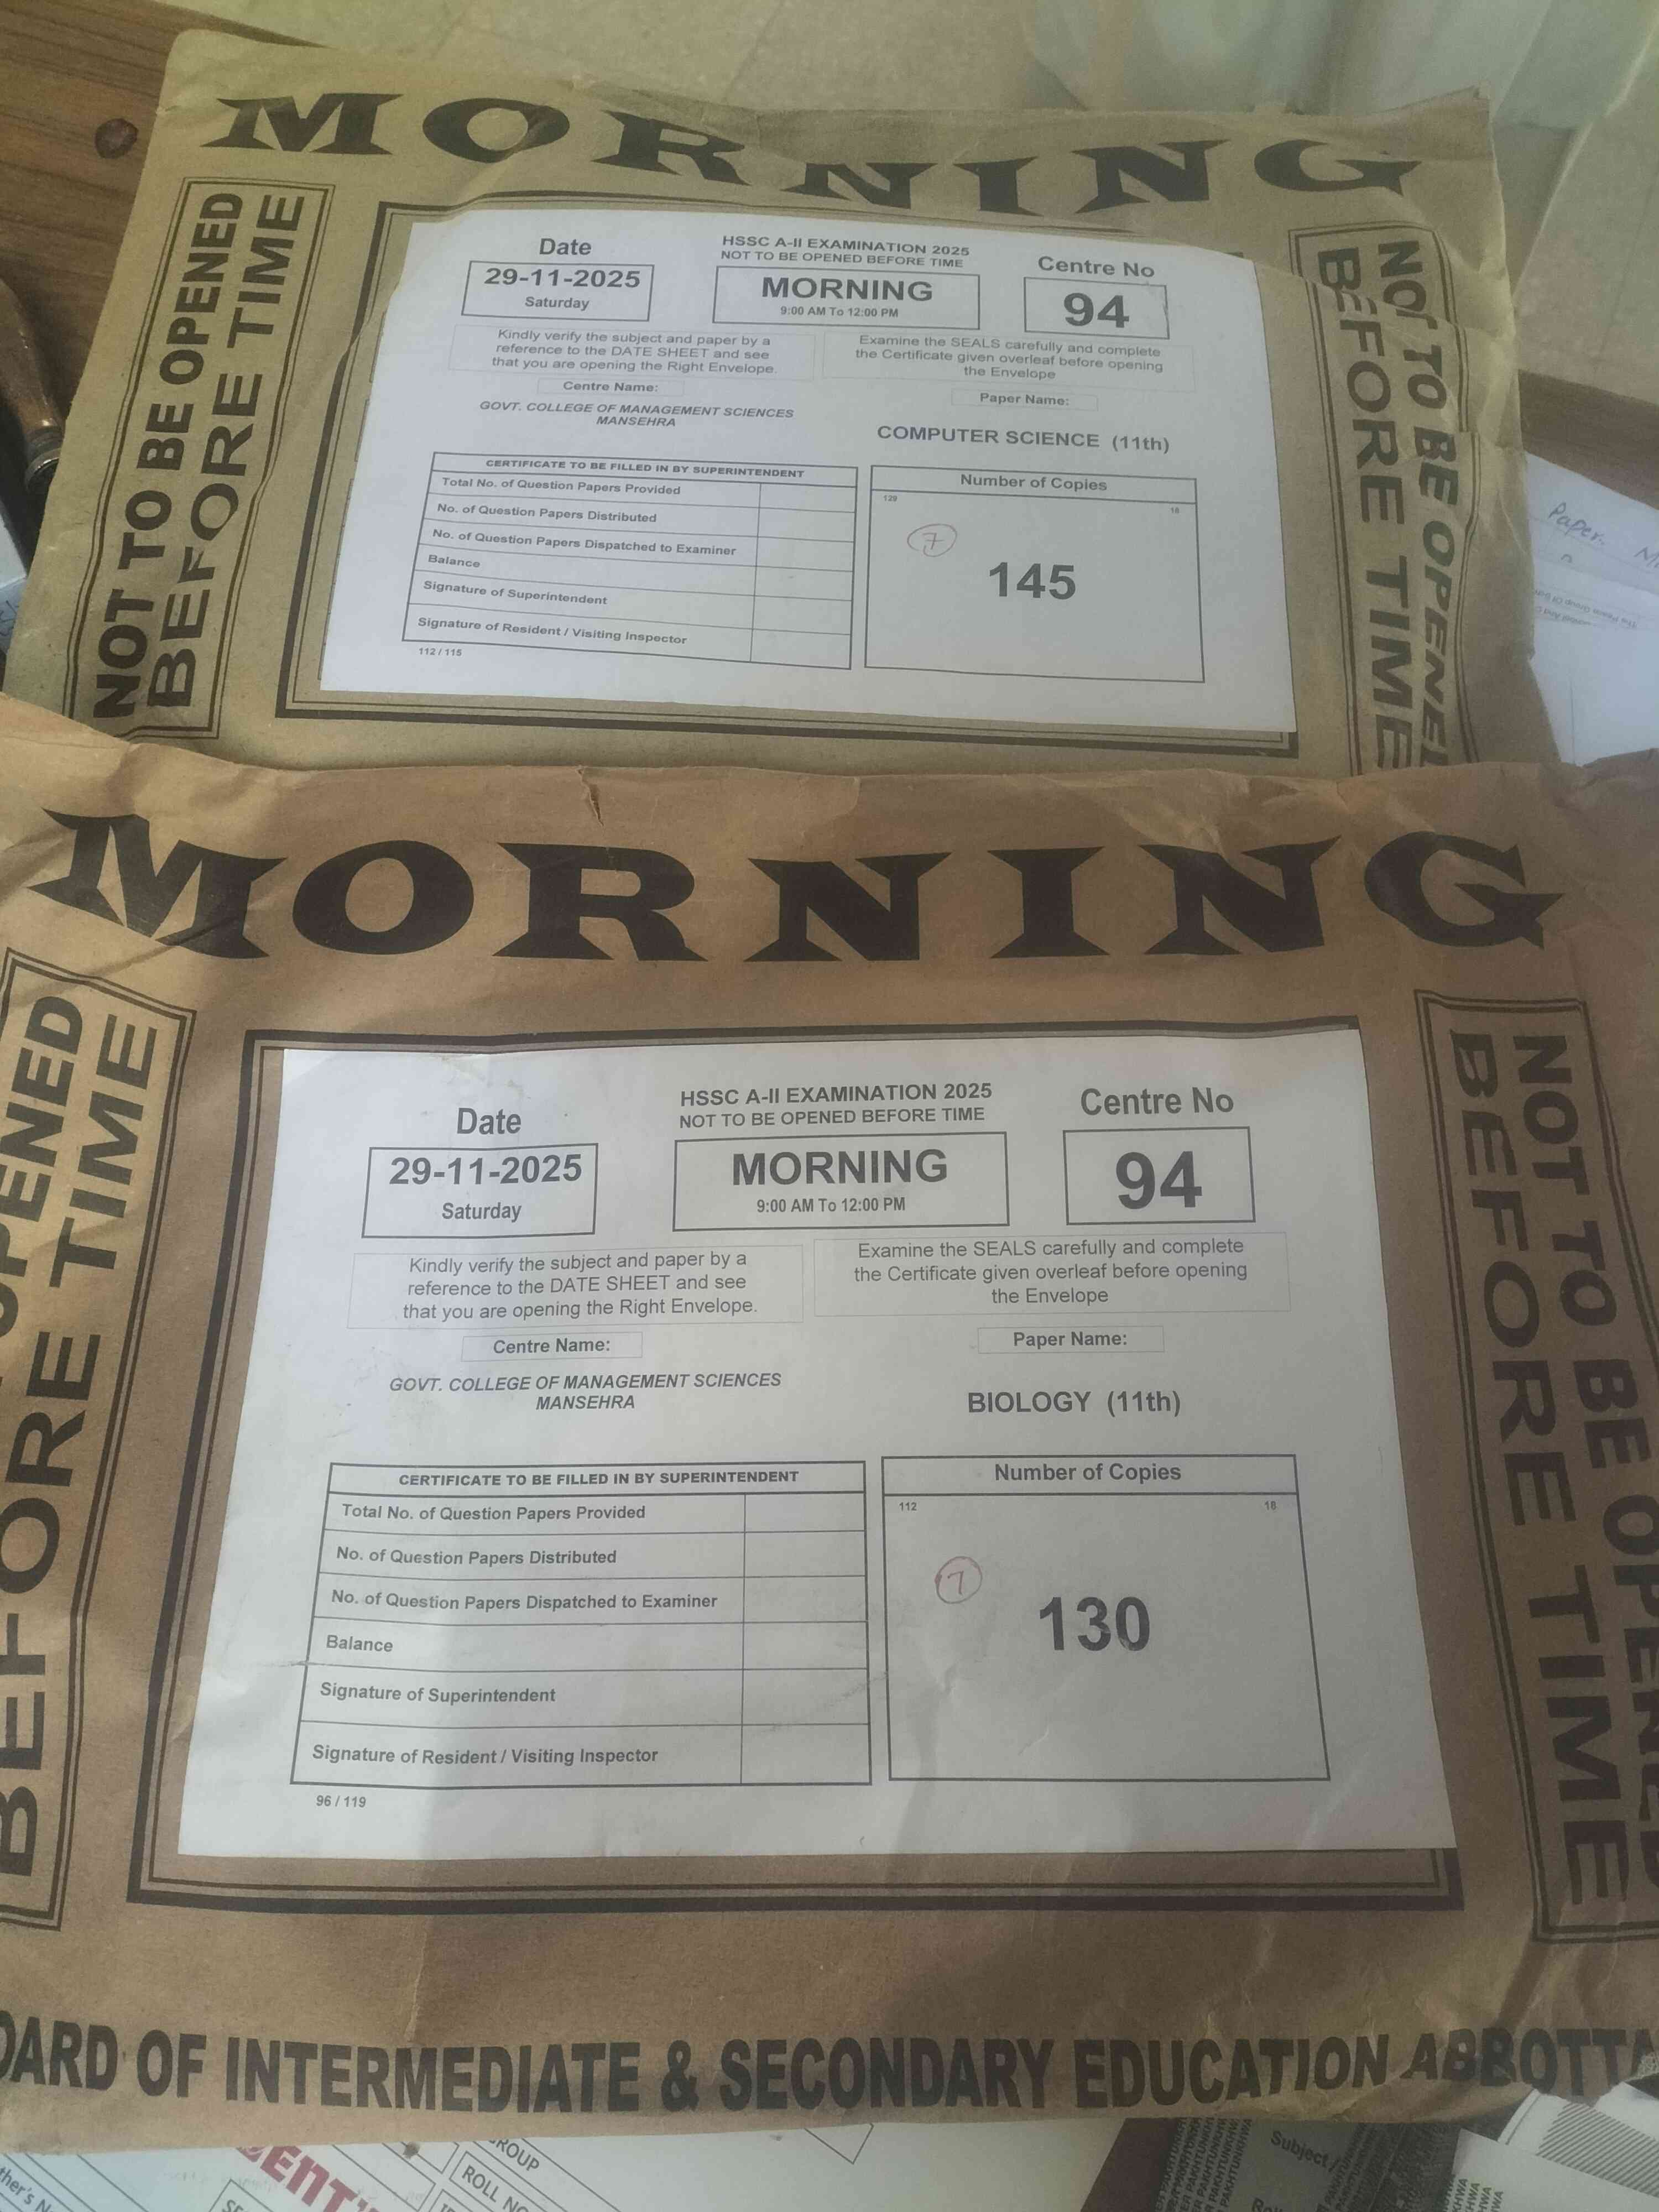 MORNING
NOT TO BE OPENED
BEFORE TIME
NOT TO BE OPENED
BEFORE TIME
Date
29-11-2025
Saturday
HSSC A-II EXAMINATION 2025
NOT TO BE OPENED BEFORE TIME
MORNING
9:00 AM To 12:00 PM
Centre No
94
Kindly verify the subject and paper by a
reference to the DATE SHEET and see
that you are opening the Right Envelope.
Examine the SEALS carefully and complete
the Certificate given overleaf before opening
the Envelope
Centre Name:
GOVT. COLLEGE OF MANAGEMENT SCIENCES
MANSEHRA
Paper Name:
COMPUTER SCIENCE (11th)
CERTIFICATE TO BE FILLED IN BY SUPERINTENDENT
Total No. of Question Papers Provided
No. of Question Papers Distributed
No. of Question Papers Dispatched to Examiner
Balance
Signature of Superintendent
Signature of Resident / Visiting Inspector
112 / 115
Number of Copies
129 18
7
145
Paper.
MORNING
OPENED
BEFORE TIME
NOT TO BE OPENED
BEFORE TIME
Date
29-11-2025
Saturday
HSSC A-II EXAMINATION 2025
NOT TO BE OPENED BEFORE TIME
MORNING
9:00 AM To 12:00 PM
Centre No
94
Kindly verify the subject and paper by a
reference to the DATE SHEET and see
that you are opening the Right Envelope.
Examine the SEALS carefully and complete
the Certificate given overleaf before opening
the Envelope
Centre Name:
GOVT. COLLEGE OF MANAGEMENT SCIENCES
MANSEHRA
Paper Name:
BIOLOGY (11th)
CERTIFICATE TO BE FILLED IN BY SUPERINTENDENT
Total No. of Question Papers Provided
No. of Question Papers Distributed
No. of Question Papers Dispatched to Examiner
Balance
Signature of Superintendent
Signature of Resident / Visiting Inspector
96 / 119
Number of Copies
112 18
7
130
OARD OF INTERMEDIATE & SECONDARY EDUCATION ABBOTTA
ROUP
ROLL NO
Subject /